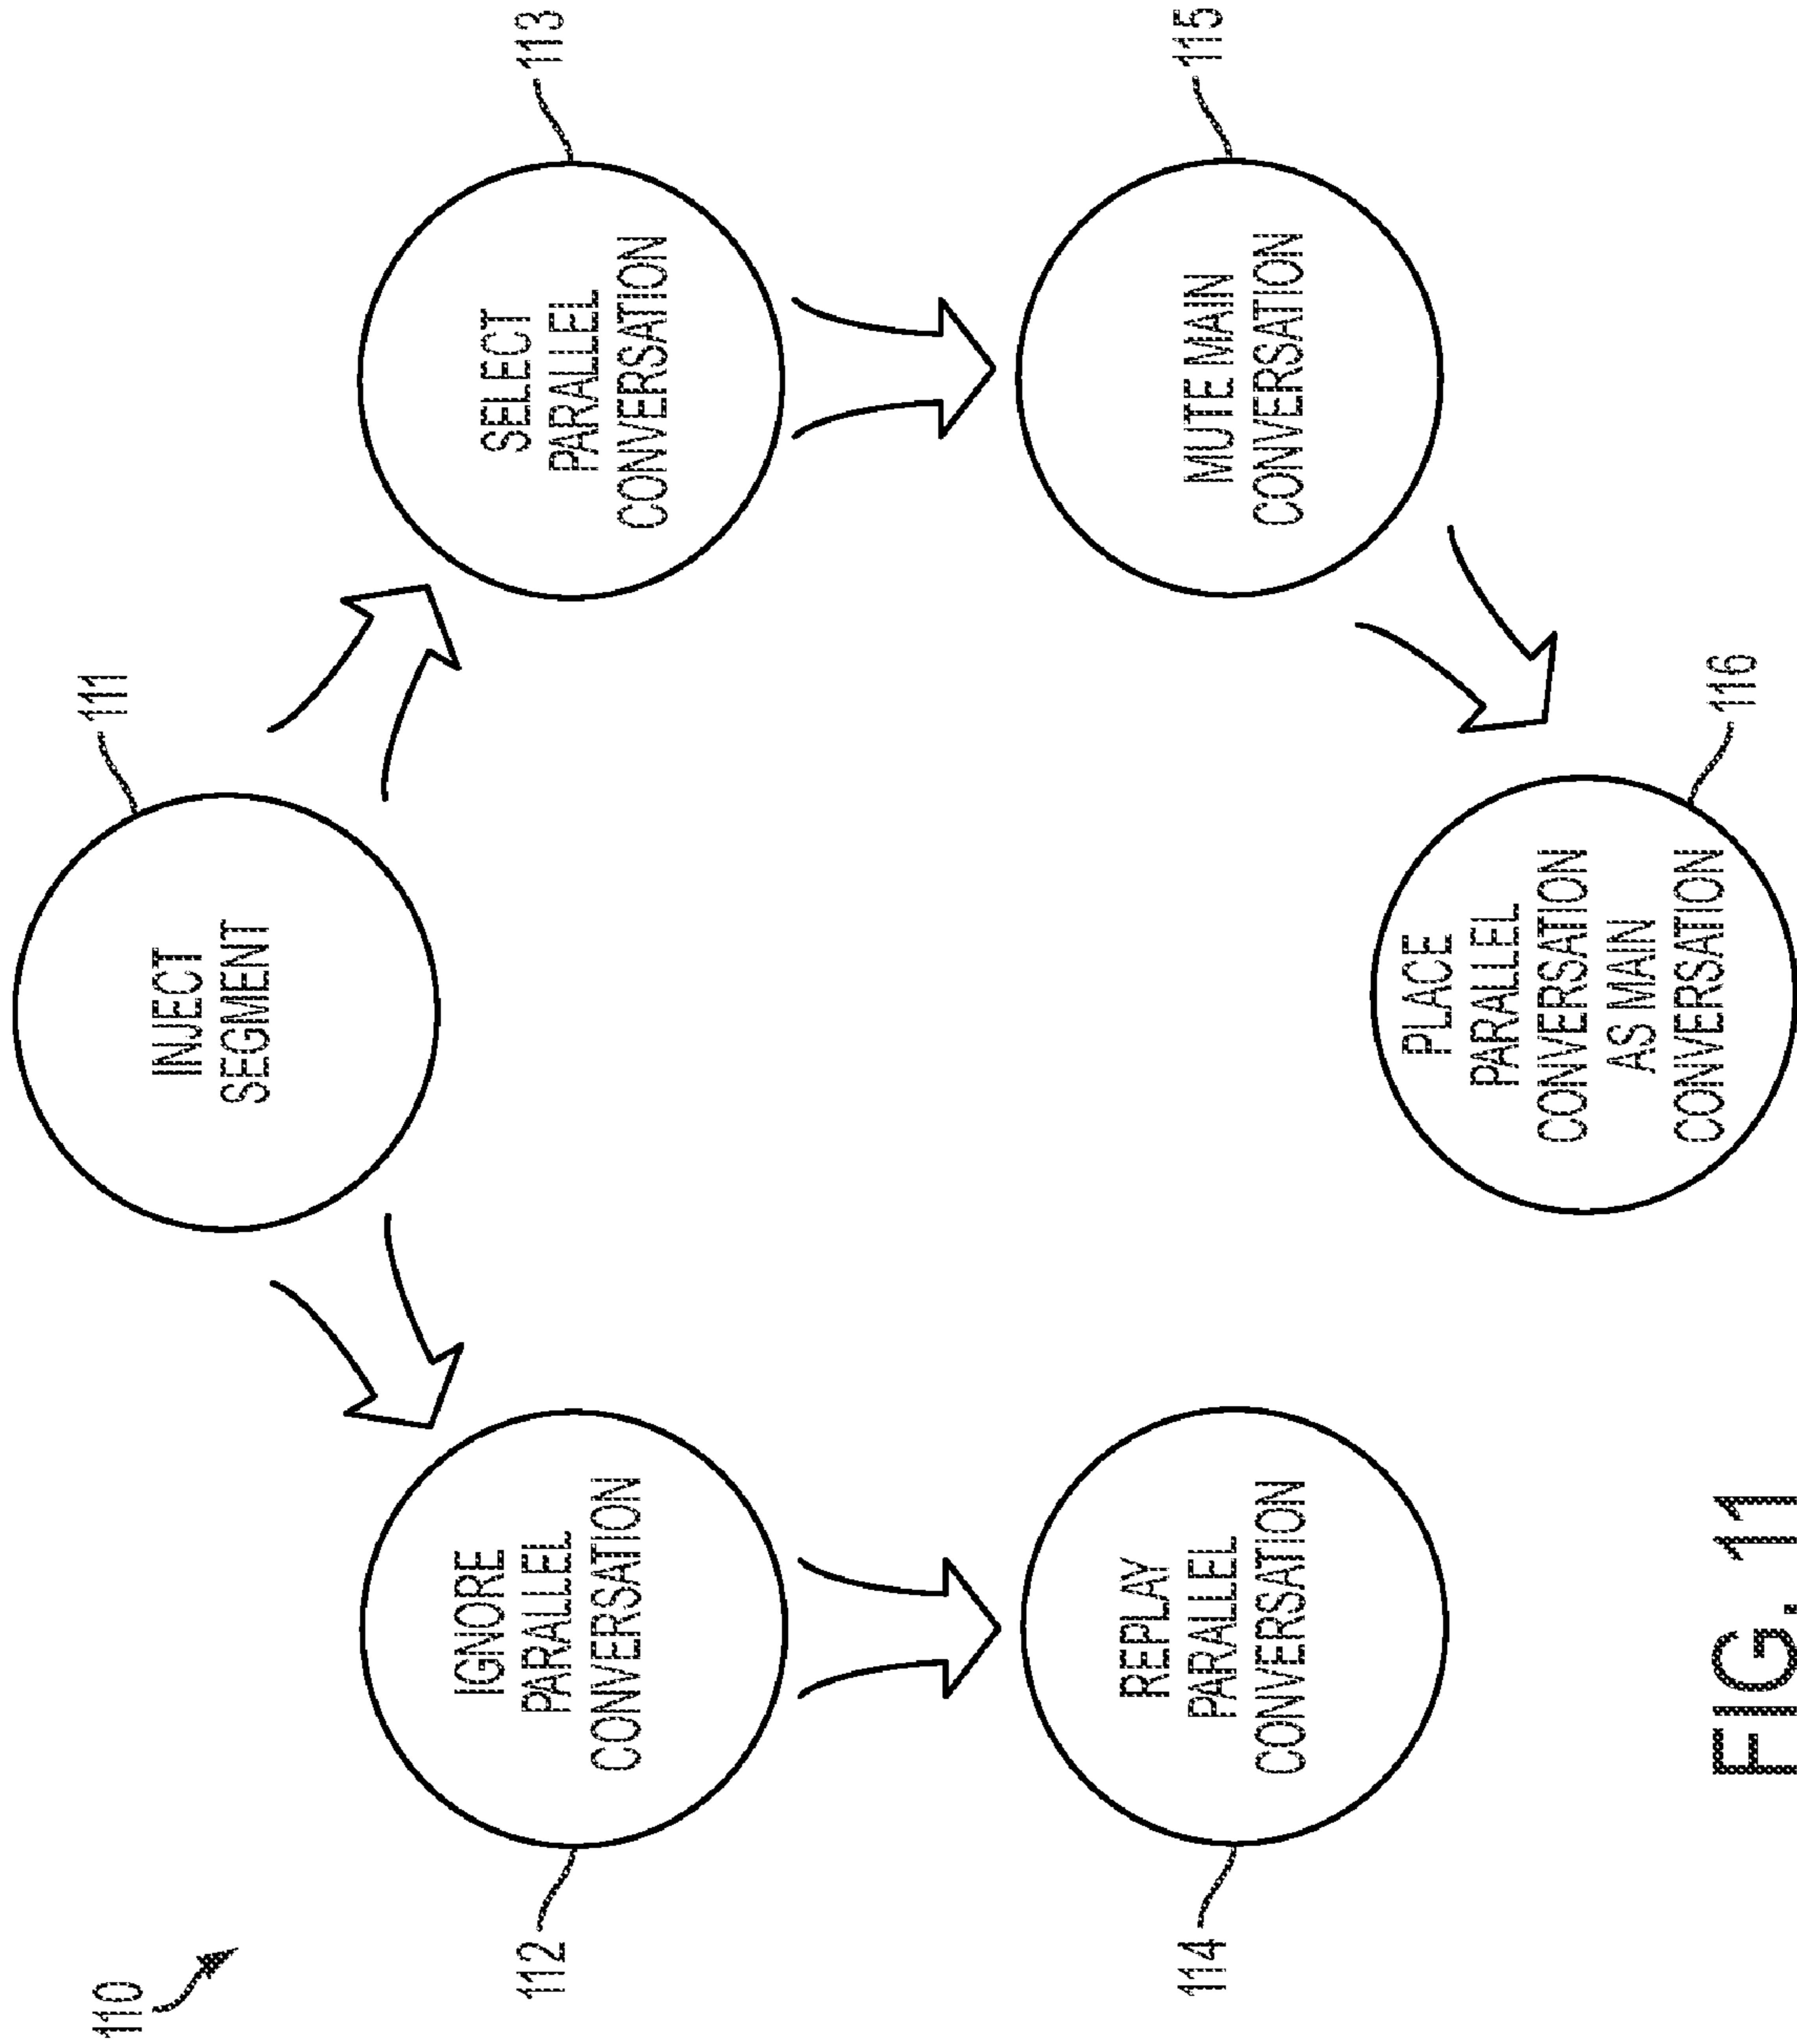 110
111
INJECT
SEGMENT
112
IGNORE
PARALLEL
CONVERSATION
113
SELECT
PARALLEL
CONVERSATION
114
REPLAY
PARALLEL
CONVERSATION
115
MUTE MAIN
CONVERSATION
116
PLACE
PARALLEL
CONVERSATION
AS MAIN
CONVERSATION
FIG. 11